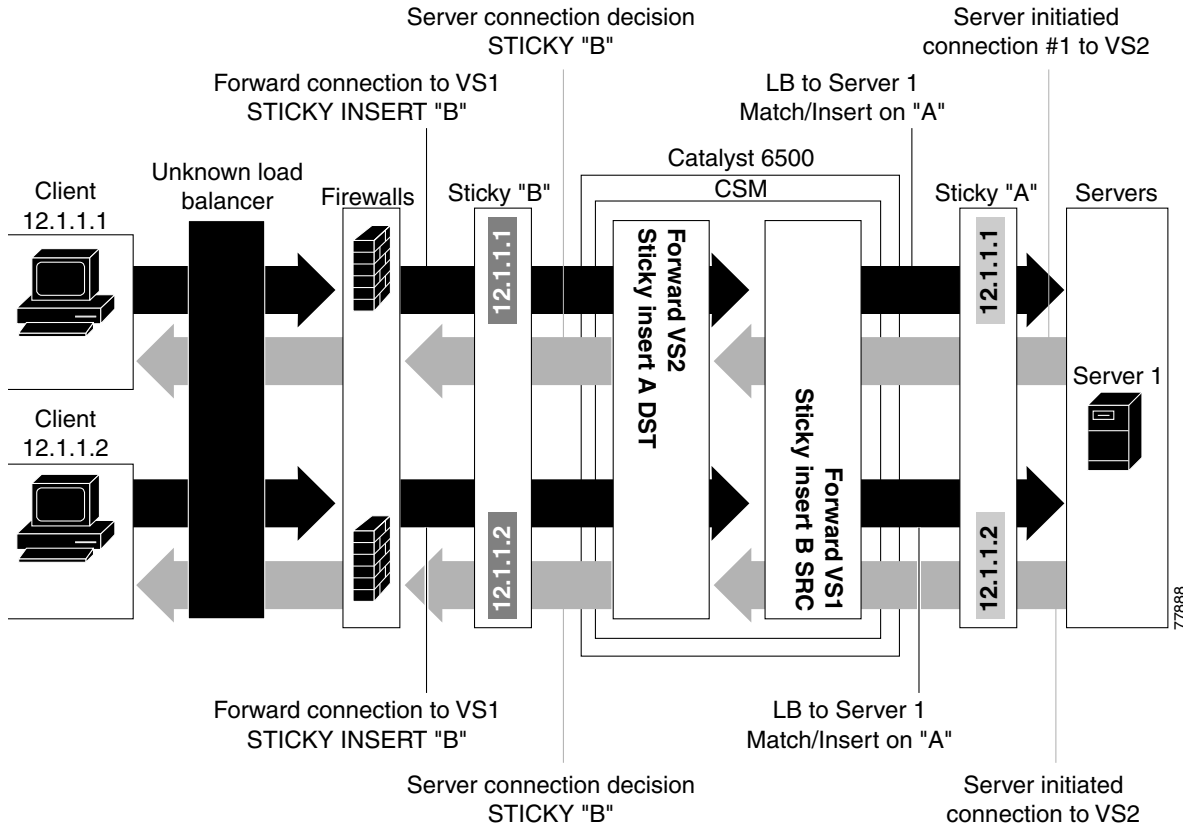 Server connection decision
STICKY "B"
Server initiatied
connection #1 to VS2
Forward connection to VS1
STICKY INSERT "B"
LB to Server 1
Match/Insert on "A"
Catalyst 6500
CSM
Unknown load
balancer
Client
12.1.1.1
Firewalls
Sticky "B"
Sticky "A"
Servers
12.1.1.1
Forward VS2
Sticky insert A DST
12.1.1.1
Server 1
Client
12.1.1.2
Forward VS1
Sticky insert B SRC
12.1.1.2
12.1.1.2
77888
Forward connection to VS1
STICKY INSERT "B"
LB to Server 1
Match/Insert on "A"
Server connection decision
STICKY "B"
Server initiated
connection to VS2